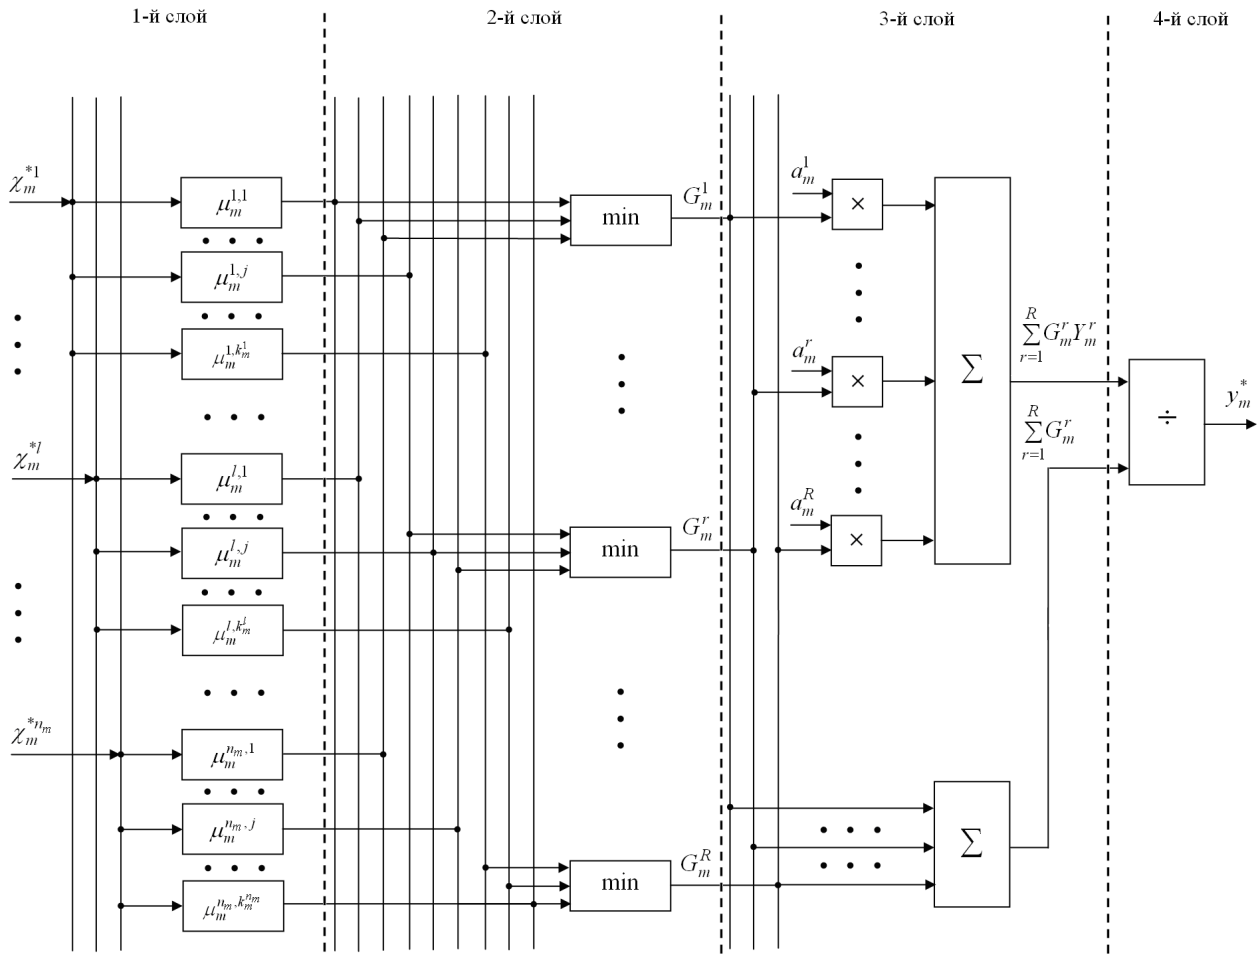 1-й слой
2-й слой
3-й слой
4-й слой
χ_m^{*1}
μ_m^{1,1}
μ_m^{1,j}
μ_m^{1,k_m^1}
χ_m^{*l}
μ_m^{l,1}
μ_m^{l,j}
μ_m^{l,k_m^l}
χ_m^{*n_m}
μ_m^{n_m,1}
μ_m^{n_m,j}
μ_m^{n_m,k_m^{n_m}}
min
G_m^1
min
G_m^r
min
G_m^R
a_m^1
×
a_m^r
×
a_m^R
×
Σ
Σ
∑_{r=1}^{R} G_m^r Y_m^r
∑_{r=1}^{R} G_m^r
÷
y_m^*